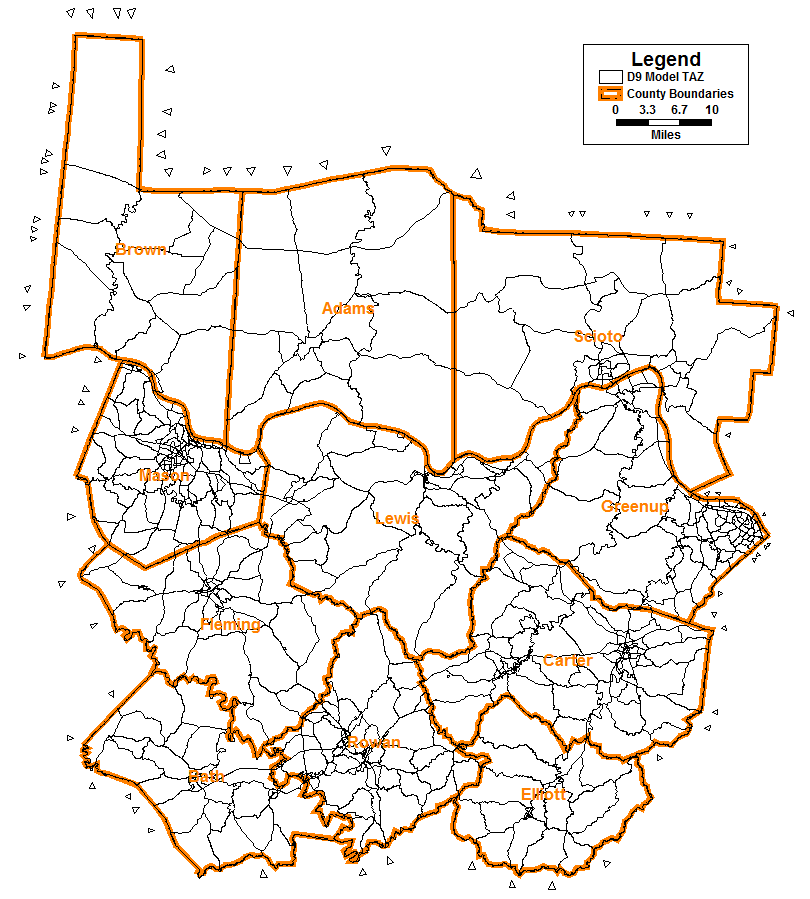 Legend
D9 Model TAZ
County Boundaries
0 3.3 6.7 10
Miles
Brown
Adams
Scioto
Mason
Lewis
Greenup
Fleming
Carter
Rowan
Bath
Elliott